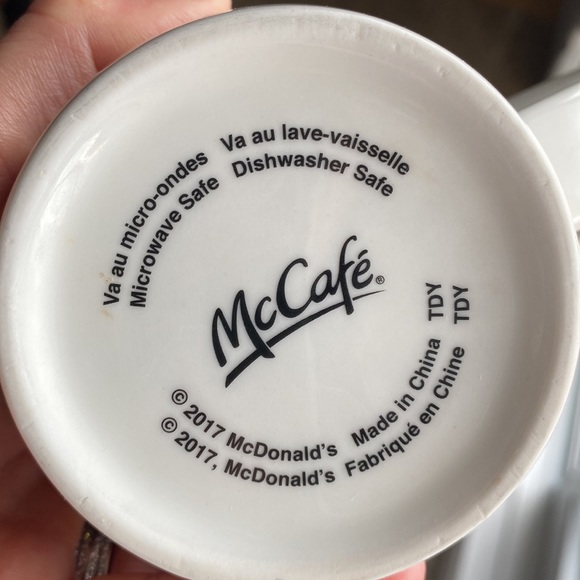 Va au micro-ondes
Microwave Safe
Va au lave-vaisselle
Dishwasher Safe
McCafé®
© 2017 McDonald's Made in China TDY
© 2017, McDonald's Fabriqué en Chine TDY